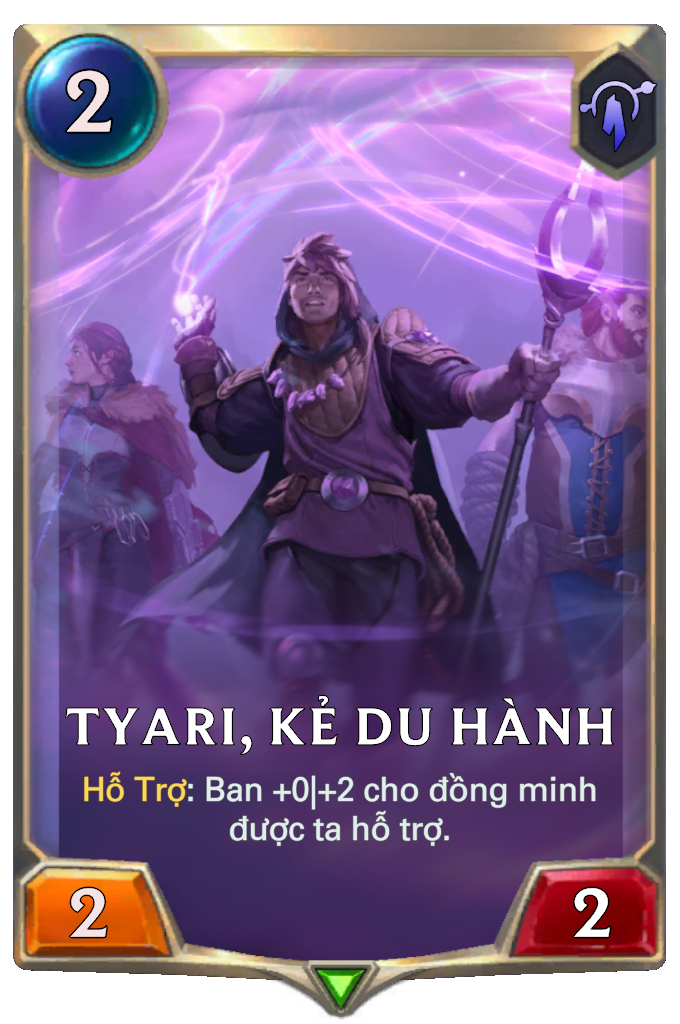 2
TYARI, KẺ DU HÀNH
Hỗ Trợ: Ban +0|+2 cho đồng minh
được ta hỗ trợ.
2
2